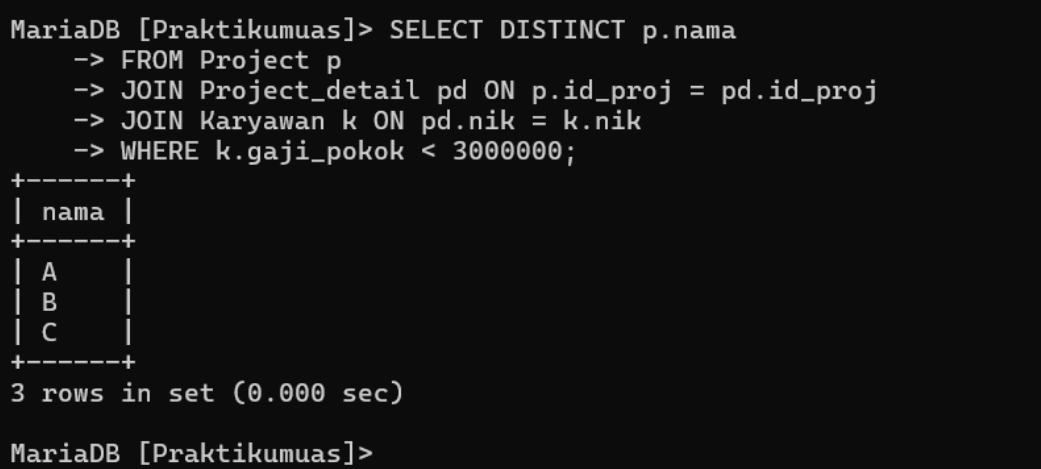 MariaDB [Praktikumuas]> SELECT DISTINCT p.nama
    -> FROM Project p
    -> JOIN Project_detail pd ON p.id_proj = pd.id_proj
    -> JOIN Karyawan k ON pd.nik = k.nik
    -> WHERE k.gaji_pokok < 3000000;
+------+
| nama |
+------+
| A    |
| B    |
| C    |
+------+
3 rows in set (0.000 sec)
MariaDB [Praktikumuas]>